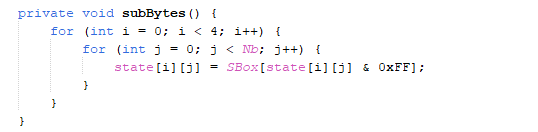 private void subBytes() {
    for (int i = 0; i < 4; i++) {
        for (int j = 0; j < Nb; j++) {
            state[i][j] = SBox[state[i][j] & 0xFF];
        }
    }
}